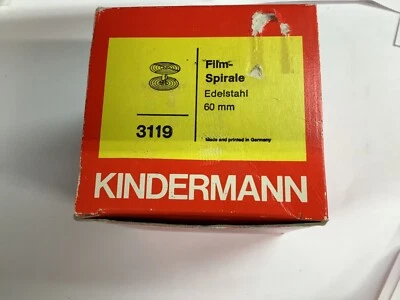 Film-
Spirale
Edelstahl
60 mm
3119
Made and printed in Germany
KINDERMANN